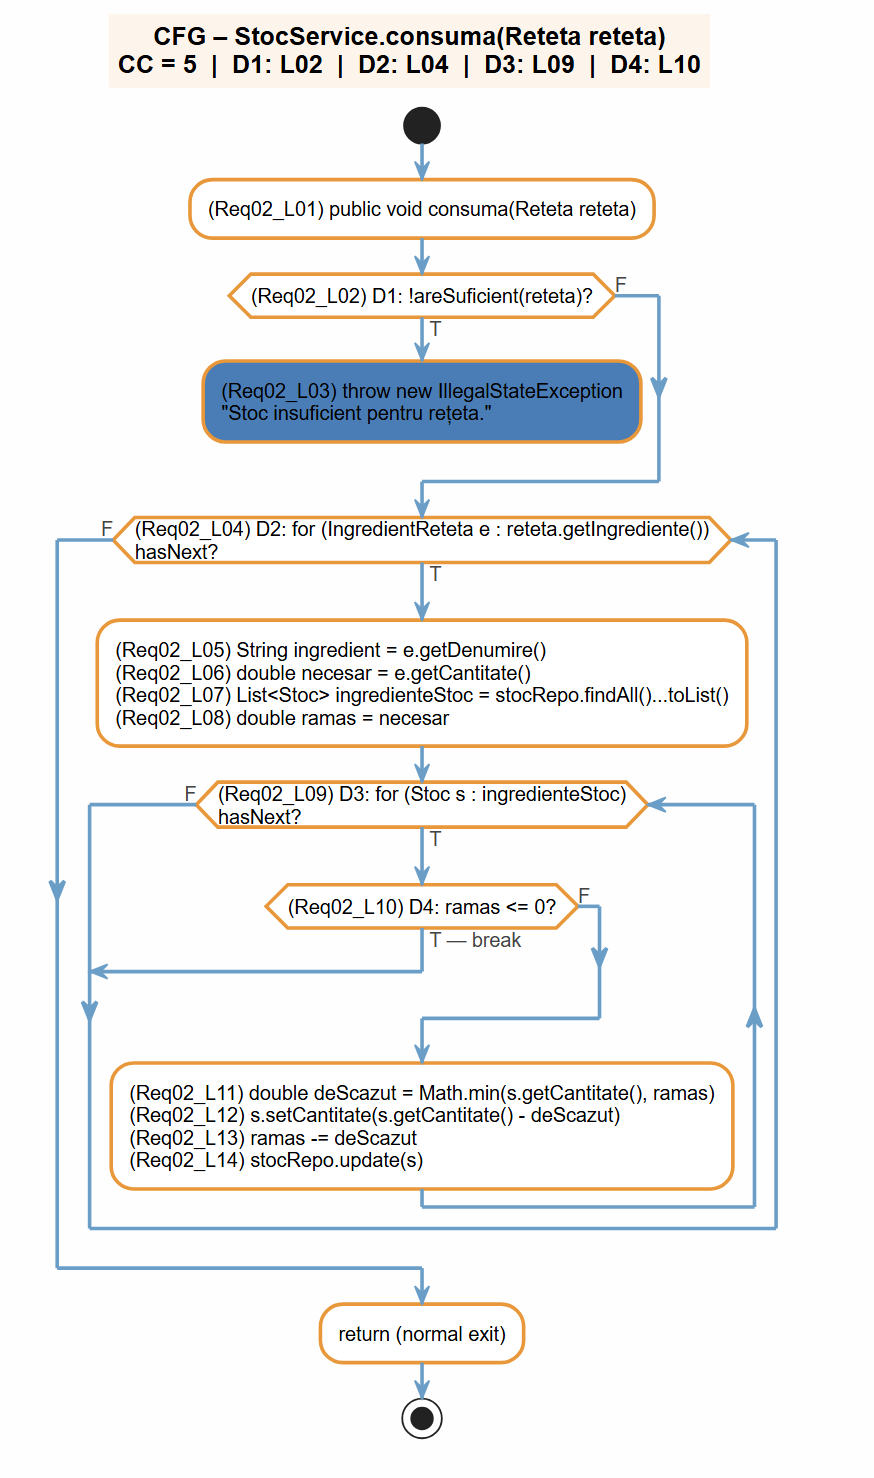 CFG – StocService.consuma(Reteta reteta)
CC = 5 | D1: L02 | D2: L04 | D3: L09 | D4: L10
(Req02_L01) public void consuma(Reteta reteta)
(Req02_L02) D1: !areSuficient(reteta)?
F
T
(Req02_L03) throw new IllegalStateException
"Stoc insuficient pentru rețeta."
F
(Req02_L04) D2: for (IngredientReteta e : reteta.getIngrediente())
hasNext?
T
(Req02_L05) String ingredient = e.getDenumire()
(Req02_L06) double necesar = e.getCantitate()
(Req02_L07) List<Stoc> ingredienteStoc = stocRepo.findAll()...toList()
(Req02_L08) double ramas = necesar
F
(Req02_L09) D3: for (Stoc s : ingredienteStoc)
hasNext?
T
(Req02_L10) D4: ramas <= 0?
F
T — break
(Req02_L11) double deScazut = Math.min(s.getCantitate(), ramas)
(Req02_L12) s.setCantitate(s.getCantitate() - deScazut)
(Req02_L13) ramas -= deScazut
(Req02_L14) stocRepo.update(s)
return (normal exit)